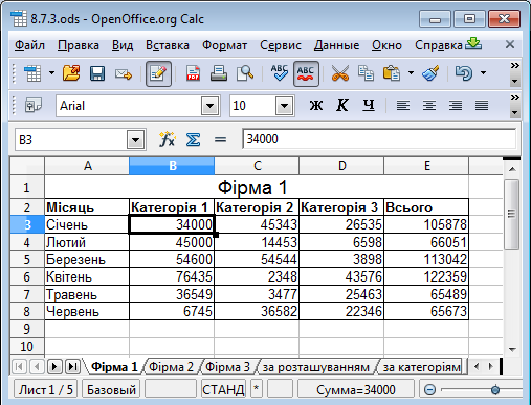 8.7.3.ods - OpenOffice.org Calc
Файл Правка Вид Вставка Формат Сервис Данные Окно Справка
ABC ABC
Arial 10 Ж К Ч
B3 34000
A B C D E
1 Фірма 1
2 Місяць Категорія 1 Категорія 2 Категорія 3 Всього
3 Січень 34000 45343 26535 105878
4 Лютий 45000 14453 6598 66051
5 Березень 54600 54544 3898 113042
6 Квітень 76435 2348 43576 122359
7 Травень 36549 3477 25463 65489
8 Червень 6745 36582 22346 65673
9
10
Фірма 1 Фірма 2 Фірма 3 за розташуванням за категоріям
Лист 1 / 5 Базовый СТАНД * Сумма=34000